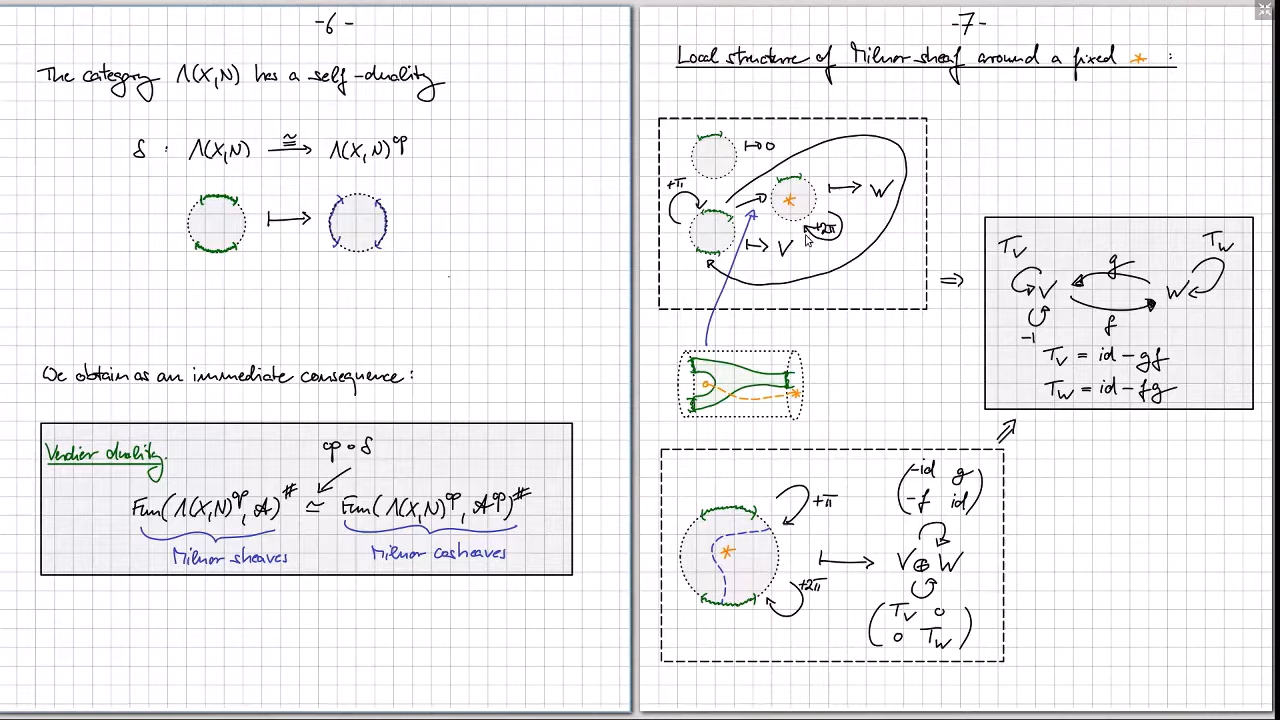 -6-
The category Λ(X,N) has a self-duality
δ : Λ(X,N) ≅→ Λ(X,N)^op
↦
We obtain as an immediate consequence:
Verdier duality.
op∘δ
Fun(Λ(X,N)^op, A)^# ≃ Fun(Λ(X,N)^op, A^op)^#
Milnor sheaves
Milnor cosheaves
-7-
Local structure of Milnor sheaf around a fixed * :
↦ 0
+π
* ↦ W
+2π
↦ V
⇒
T_V
g
T_W
V W
-1
f
T_V = id - gf
T_W = id - fg
*
+π
(-id g
-f id)
* ↦ V ⊕ W
+2π
(T_V 0
0 T_W)